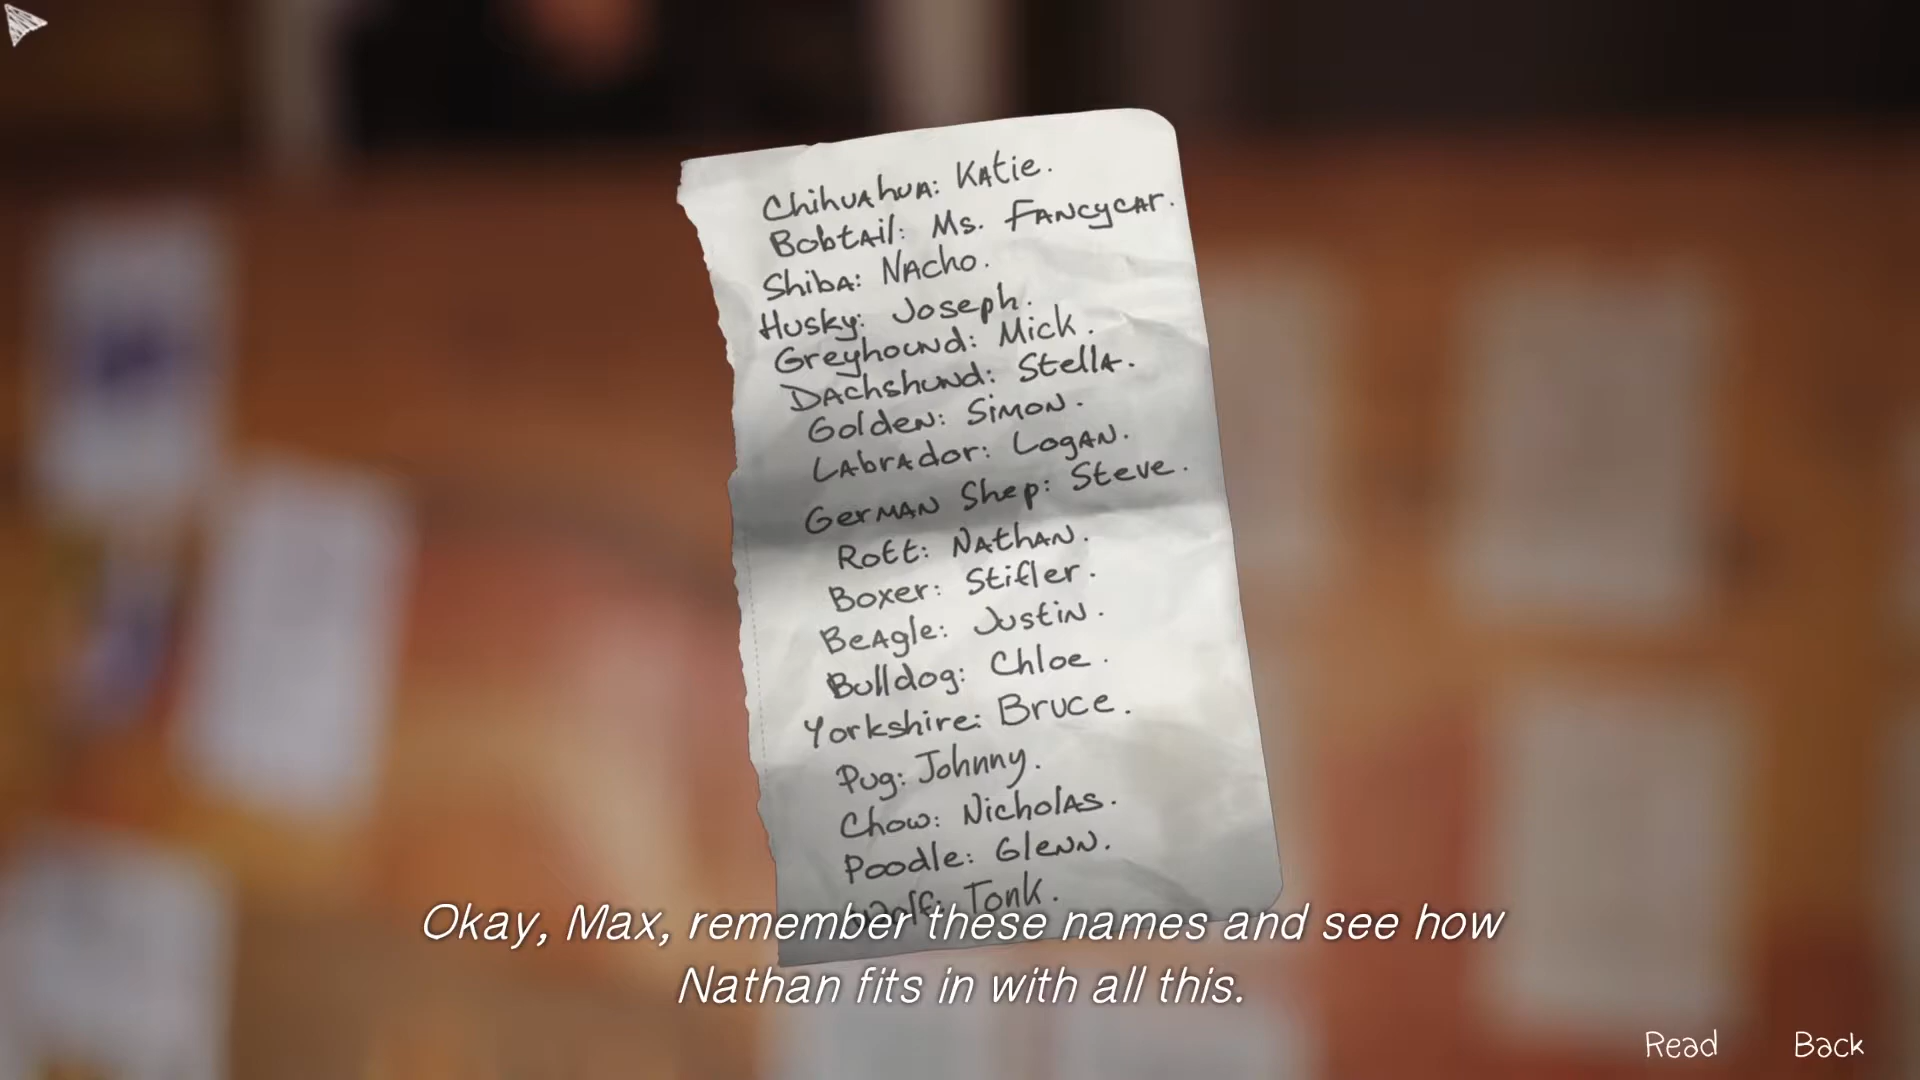 Chihuahua: Katie.
Bobtail: Ms. Fancycar.
Shiba: Nacho.
Husky: Joseph.
Greyhound: Mick.
Dachshund: Stella.
Golden: Simon.
Labrador: Logan.
German Shep: Steve.
Rott: Nathan.
Boxer: Stifler.
Beagle: Justin.
Bulldog: Chloe.
Yorkshire: Bruce.
Pug: Johnny.
Chow: Nicholas.
Poodle: Glenn.
Wolf: Tonk.
Okay, Max, remember these names and see how
Nathan fits in with all this.
Read Back